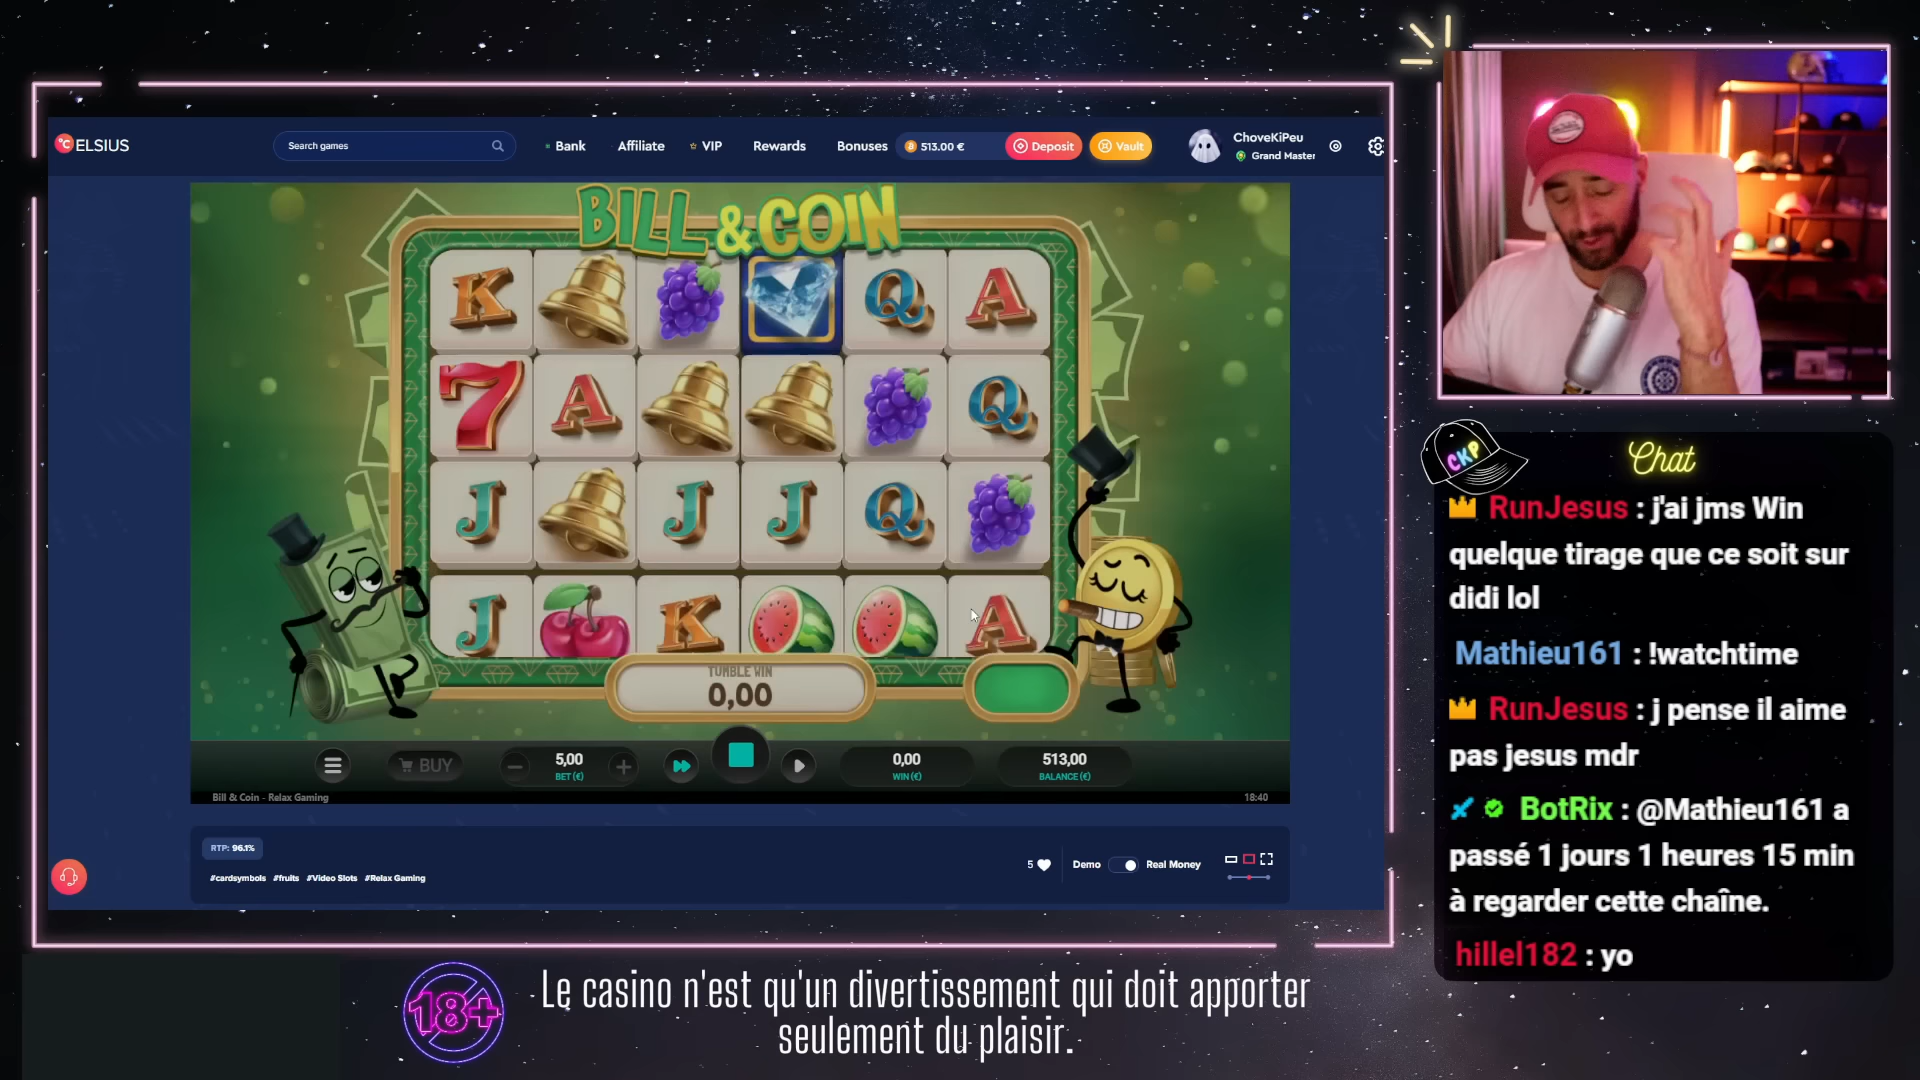 ELSIUS
Search games
Bank
Affiliate
VIP
Rewards
Bonuses
513.00 €
Deposit
Vault
ChoveKiPeu
Grand Master
BILL & COIN
K
Q
A
7
A
Q
J
J
J
Q
J
K
A
TUMBLE WIN
0,00
BUY
5,00
BET (€)
0,00
WIN (€)
513,00
BALANCE (€)
Bill & Coin - Relax Gaming
18:40
RTP: 96.1%
#cardsymbols #fruits #Video Slots #Relax Gaming
5
Demo
Real Money
CKP
Chat
RunJesus : j'ai jms Win
quelque tirage que ce soit sur
didi lol
Mathieu161 : !watchtime
RunJesus : j pense il aime
pas jesus mdr
BotRix : @Mathieu161 a
passé 1 jours 1 heures 15 min
à regarder cette chaîne.
hillel182 : yo
18+
Le casino n'est qu'un divertissement qui doit apporter
seulement du plaisir.